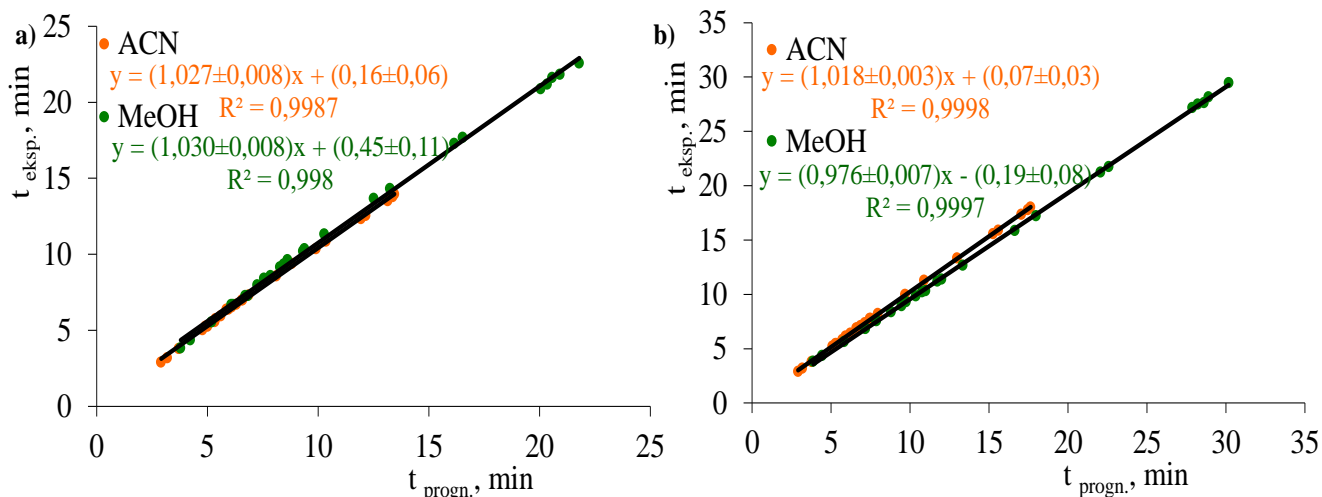 a)
ACN
y = (1,027±0,008)x + (0,16±0,06)
R² = 0,9987
MeOH
y = (1,030±0,008)x + (0,45±0,11)
R² = 0,998
t eksp., min
25
20
15
10
5
0
0 5 10 15 20 25
t progn., min
b)
ACN
y = (1,018±0,003)x + (0,07±0,03)
R² = 0,9998
MeOH
y = (0,976±0,007)x - (0,19±0,08)
R² = 0,9997
t eksp., min
35
30
25
20
15
10
5
0
0 5 10 15 20 25 30 35
t progn., min